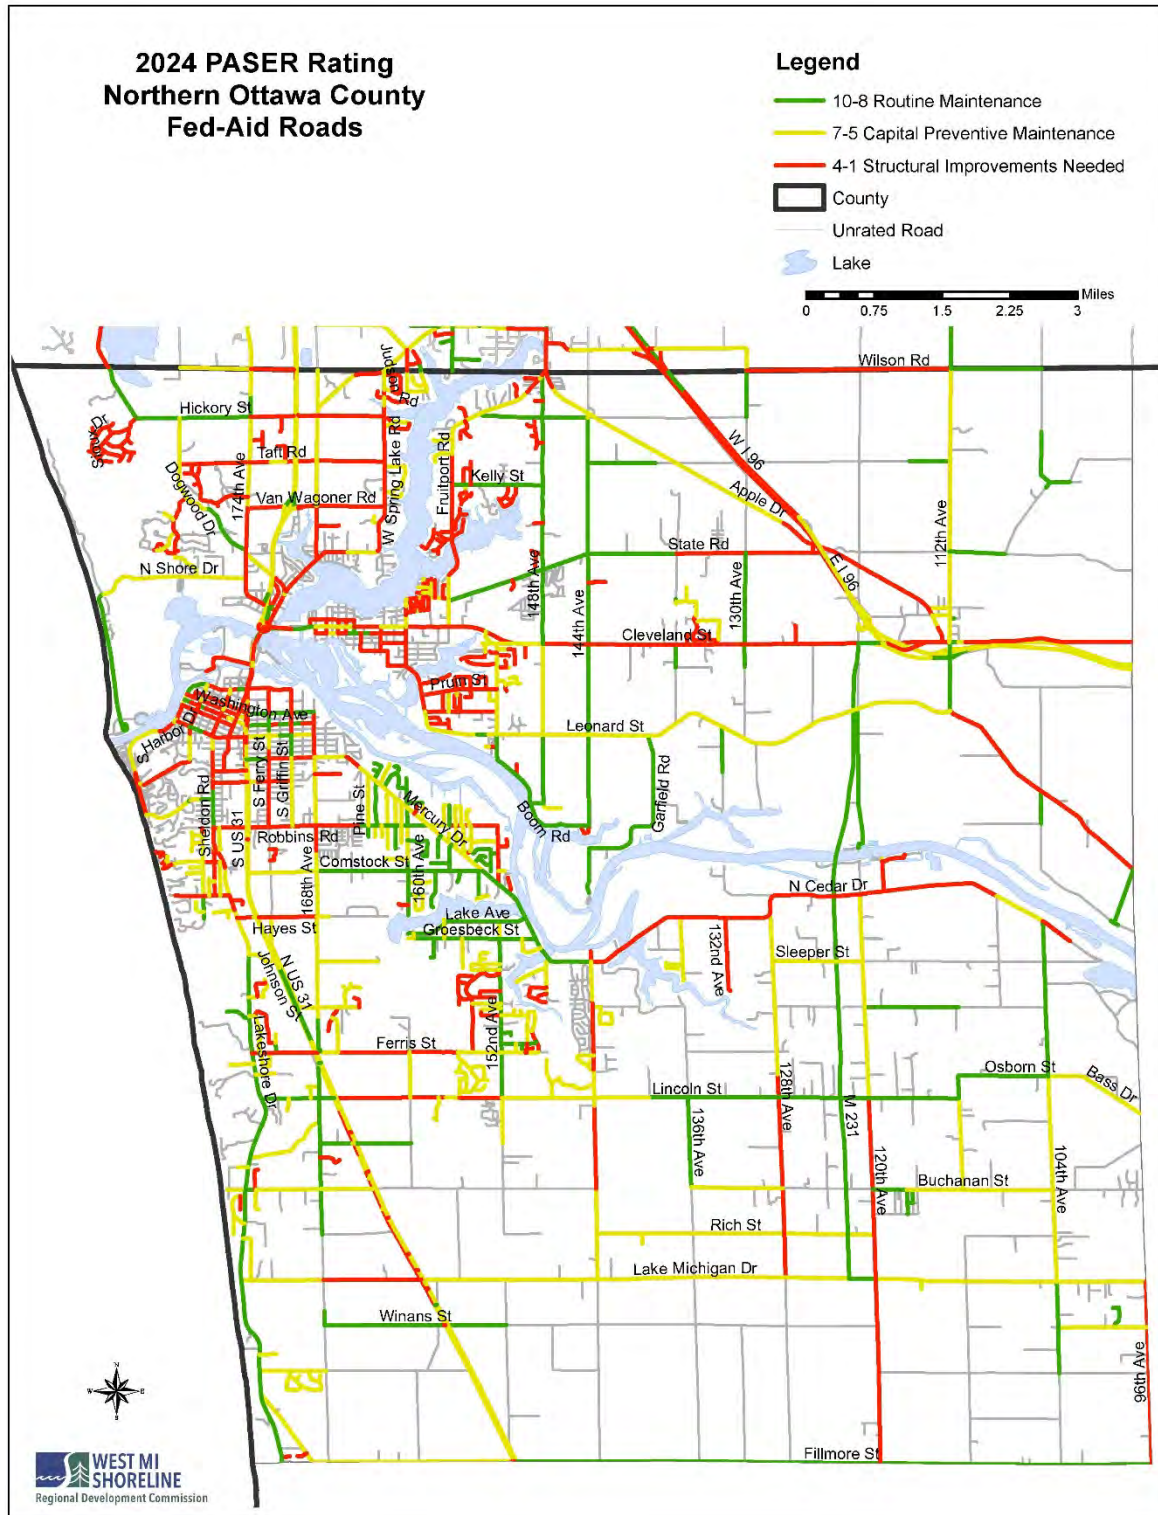 2024 PASER Rating
Northern Ottawa County
Fed-Aid Roads
Legend
10-8 Routine Maintenance
7-5 Capital Preventive Maintenance
4-1 Structural Improvements Needed
County
Unrated Road
Lake
Miles
0 0.75 1.5 2.25 3
Wilson Rd
Judson Rd
Hickory St
Sioux Dr
Taft Rd
174th Ave
Dogwood Dr
Van Wagoner Rd
W Spring Lake Rd
Fruitport Rd
Kelly St
W I 96
Apple Dr
112th Ave
State Rd
E I 96
N Shore Dr
148th Ave
144th Ave
130th Ave
Cleveland St
Prum St
Washington Ave
S Harbor Dr
Leonard St
S Ferry St
S Griffin St
Sheldon Rd
S US 31
Pine St
Mercury Dr
Boom Rd
Garfield Rd
Robbins Rd
Comstock St
168th Ave
160th Ave
N Cedar Dr
Lake Ave
Hayes St
Groesbeck St
132nd Ave
Sleeper St
N US 31
Johnson St
Lakeshore Dr
Ferris St
152nd Ave
Lincoln St
Osborn St
Bass Dr
128th Ave
136th Ave
M 231
120th Ave
104th Ave
Buchanan St
Rich St
Lake Michigan Dr
Winans St
96th Ave
Fillmore St
N
W E
S
WEST MI
SHORELINE
Regional Development Commission